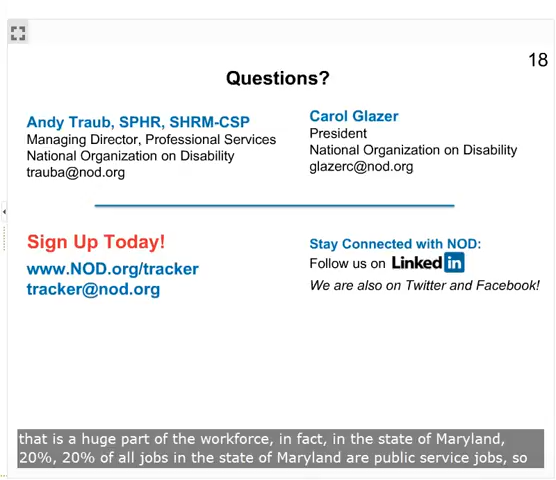 18
Questions?
Andy Traub, SPHR, SHRM-CSP
Managing Director, Professional Services
National Organization on Disability
trauba@nod.org
Carol Glazer
President
National Organization on Disability
glazerc@nod.org
Sign Up Today!
www.NOD.org/tracker
tracker@nod.org
Stay Connected with NOD:
Follow us on Linked in
We are also on Twitter and Facebook!
that is a huge part of the workforce, in fact, in the state of Maryland,
20%, 20% of all jobs in the state of Maryland are public service jobs, so